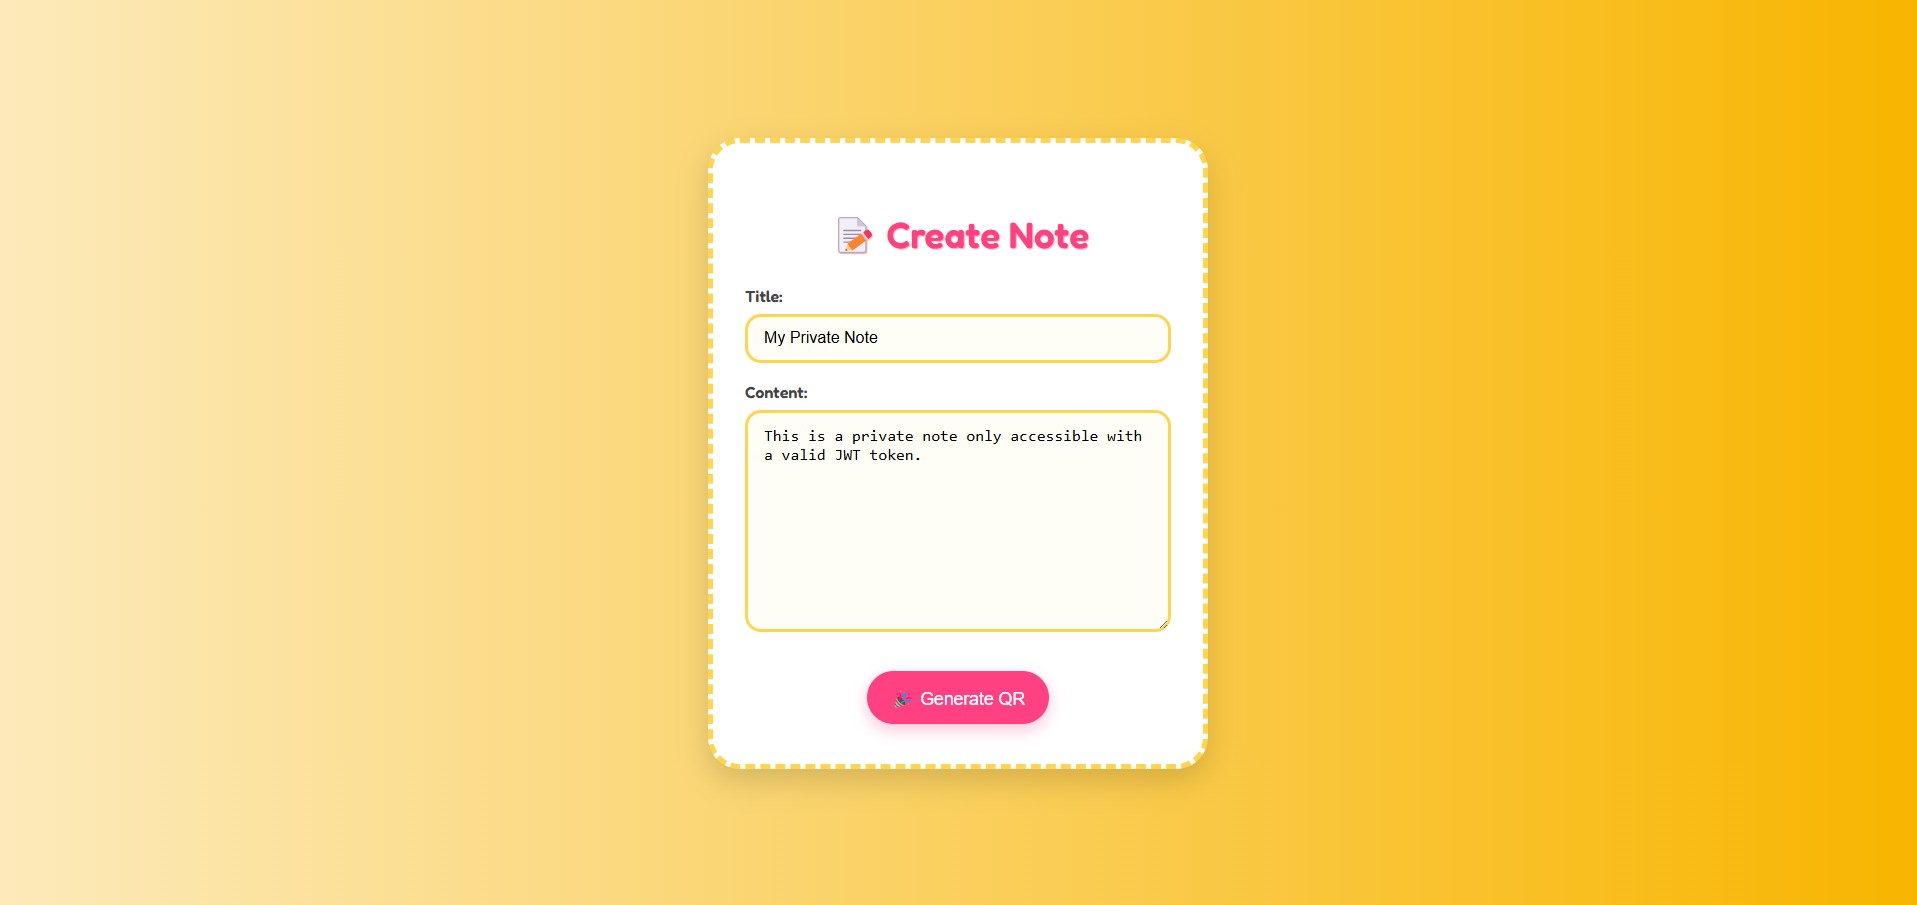 📝 Create Note
Title:
My Private Note
Content:
This is a private note only accessible with
a valid JWT token.
🎉 Generate QR